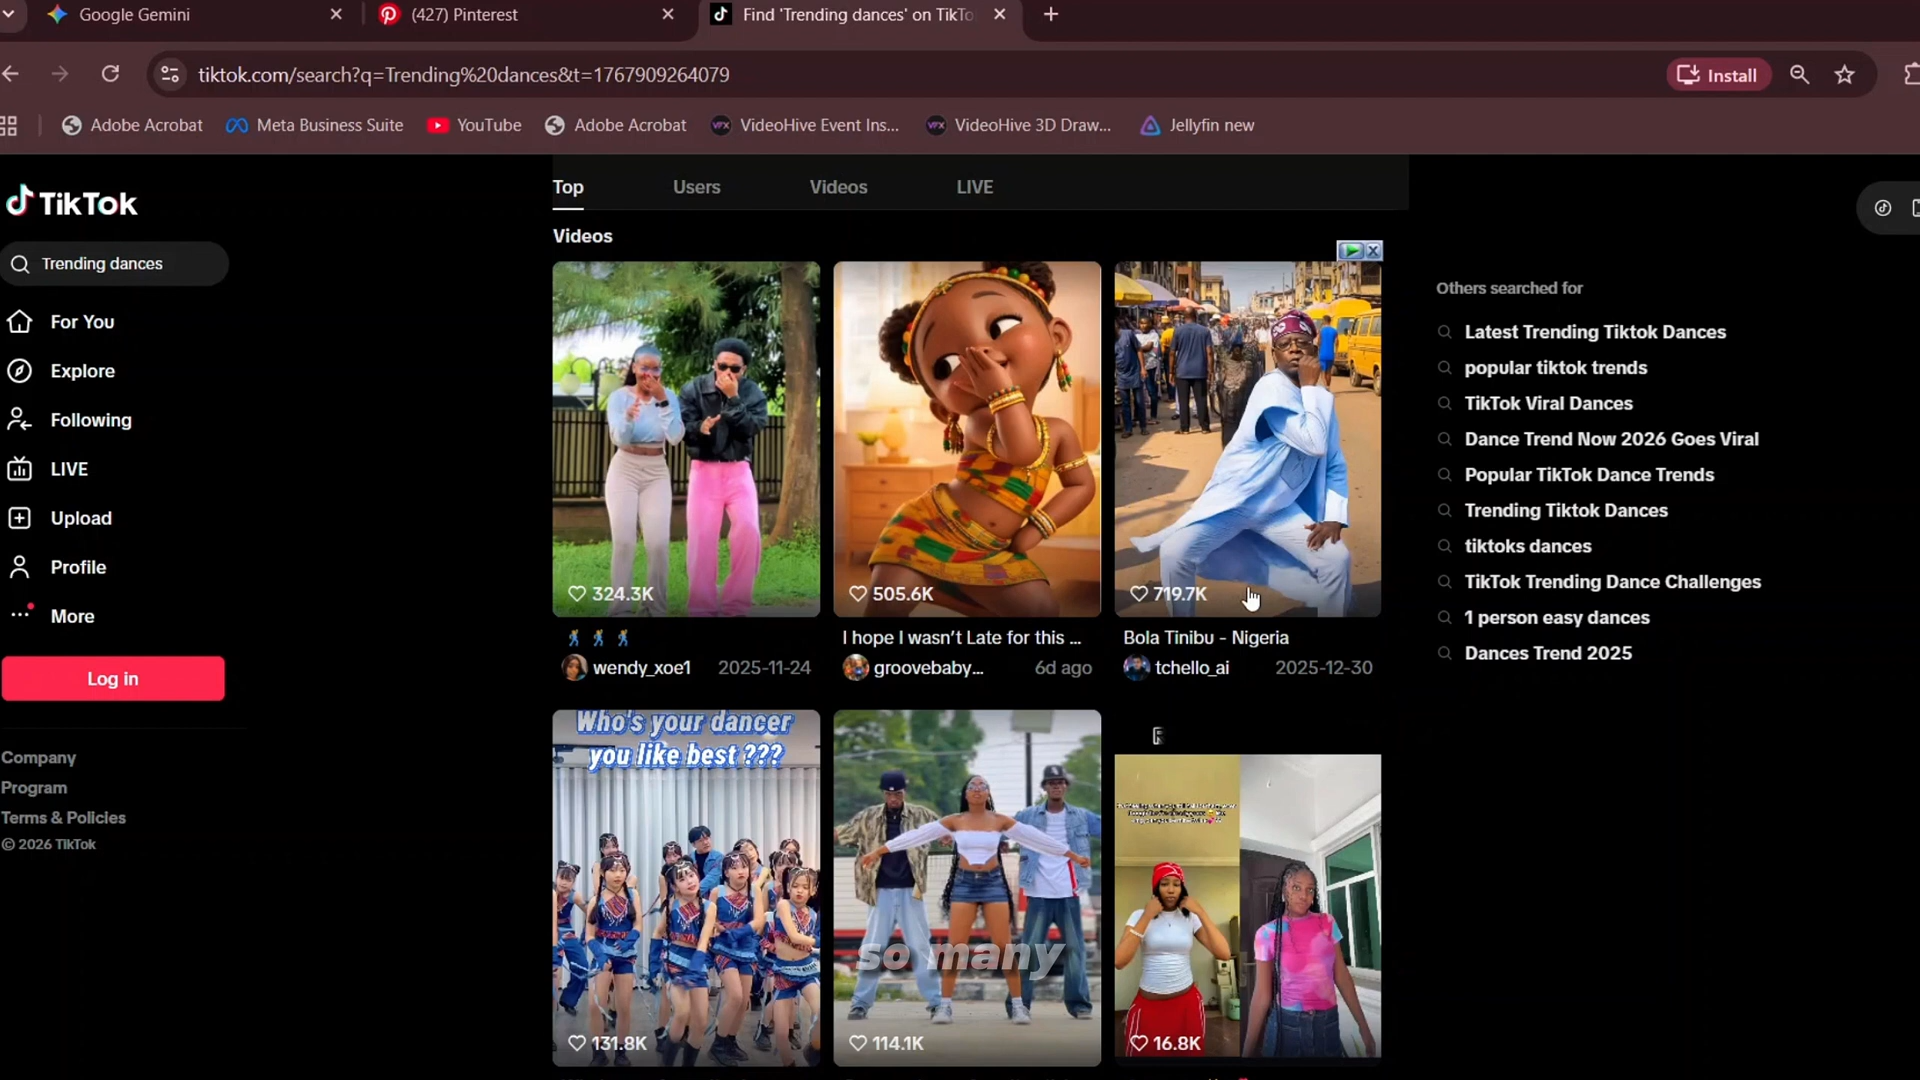 Google Gemini
(427) Pinterest
Find 'Trending dances' on TikTo
tiktok.com/search?q=Trending%20dances&t=1767909264079
Install
Adobe Acrobat
Meta Business Suite
YouTube
Adobe Acrobat
VideoHive Event Ins...
VideoHive 3D Draw...
Jellyfin new
TikTok
Trending dances
For You
Explore
Following
LIVE
Upload
Profile
More
Log in
Company
Program
Terms & Policies
© 2026 TikTok
Top
Users
Videos
LIVE
Videos
324.3K
505.6K
719.7K
wendy_xoe1
2025-11-24
I hope I wasn't Late for this ...
groovebaby...
6d ago
Bola Tinibu - Nigeria
tchello_ai
2025-12-30
Who's your dancer
you like best ???
so many
131.8K
114.1K
16.8K
Others searched for
Latest Trending Tiktok Dances
popular tiktok trends
TikTok Viral Dances
Dance Trend Now 2026 Goes Viral
Popular TikTok Dance Trends
Trending Tiktok Dances
tiktoks dances
TikTok Trending Dance Challenges
1 person easy dances
Dances Trend 2025